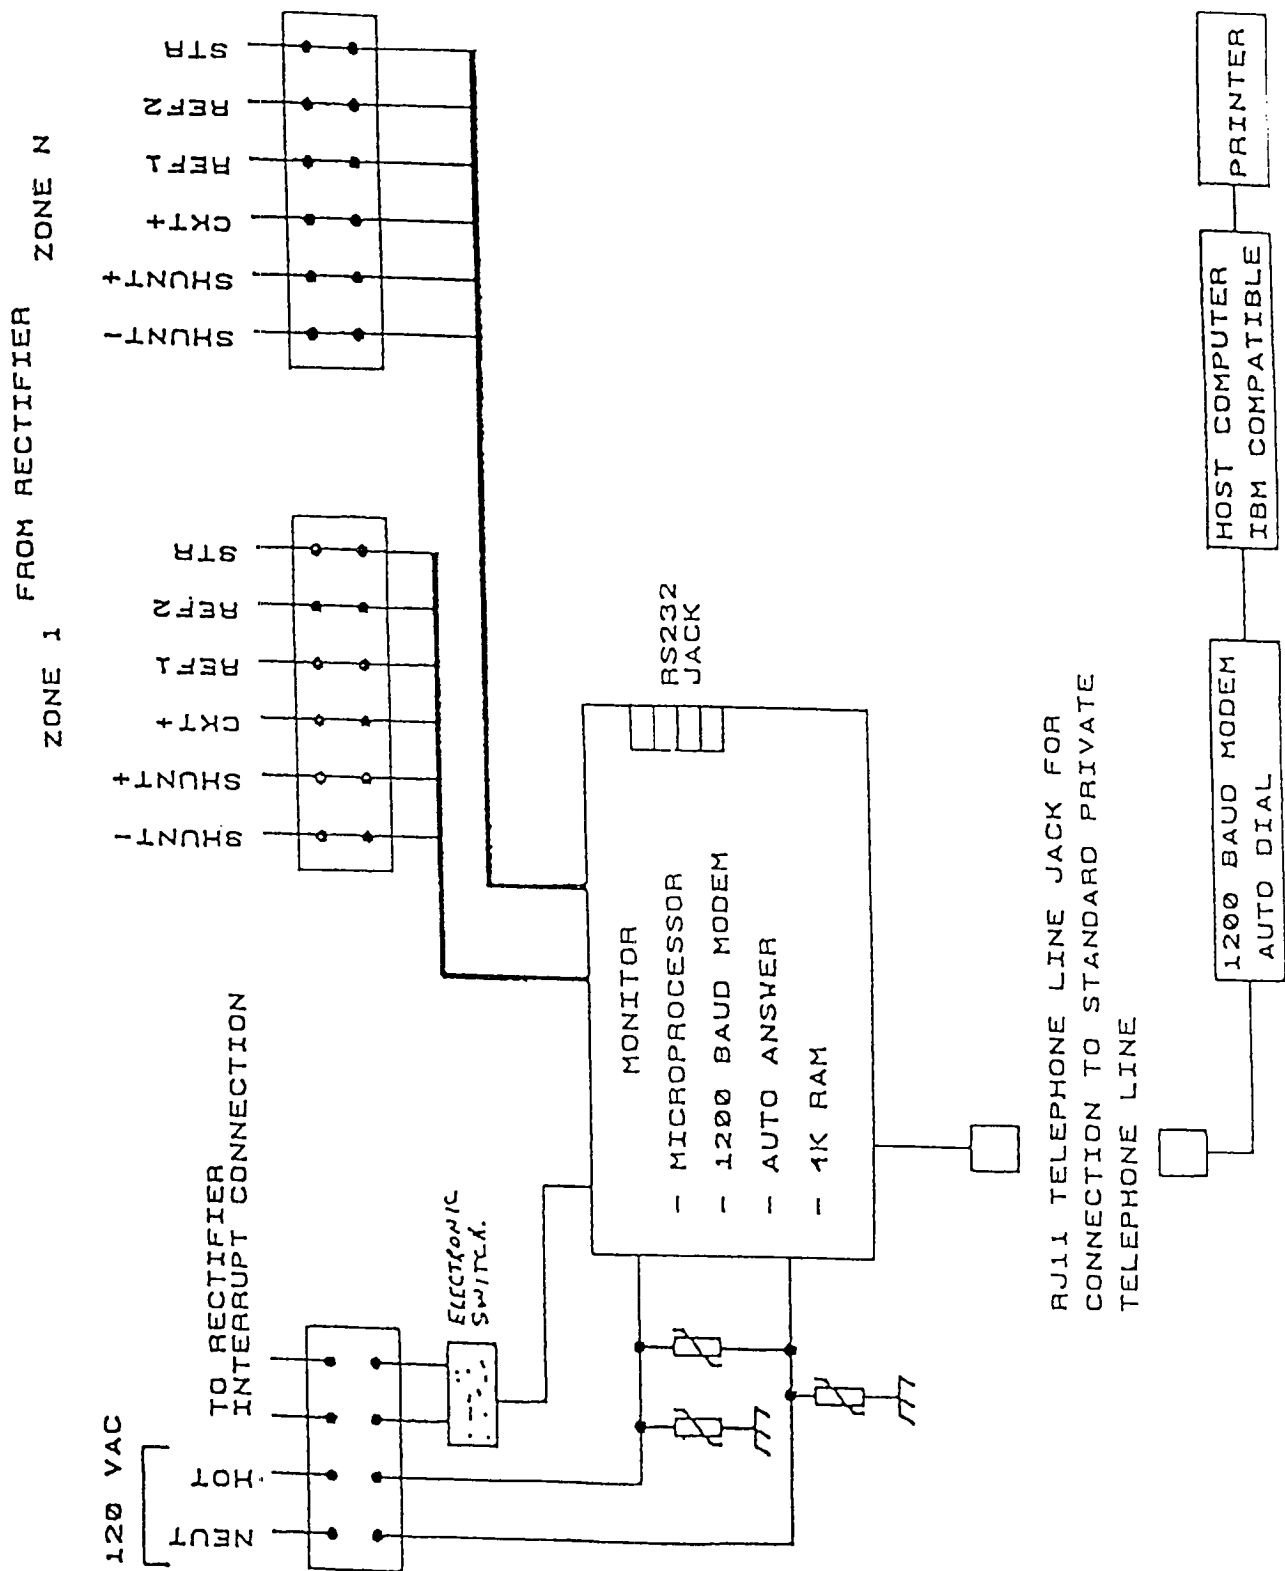 FROM RECTIFIER
ZONE 1
ZONE N
120 VAC
NEUT
HOT
TO RECTIFIER
INTERRUPT CONNECTION
SHUNT-
SHUNT+
CKT+
REF1
REF2
STR
SHUNT-
SHUNT+
CKT+
REF1
REF2
STR
ELECTRONIC
SWITCH.
MONITOR
- MICROPROCESSOR
- 1200 BAUD MODEM
- AUTO ANSWER
- 4K RAM
RS232
JACK
RJ11 TELEPHONE LINE JACK FOR
CONNECTION TO STANDARD PRIVATE
TELEPHONE LINE
1200 BAUD MODEM
AUTO DIAL
HOST COMPUTER
IBM COMPATIBLE
PRINTER